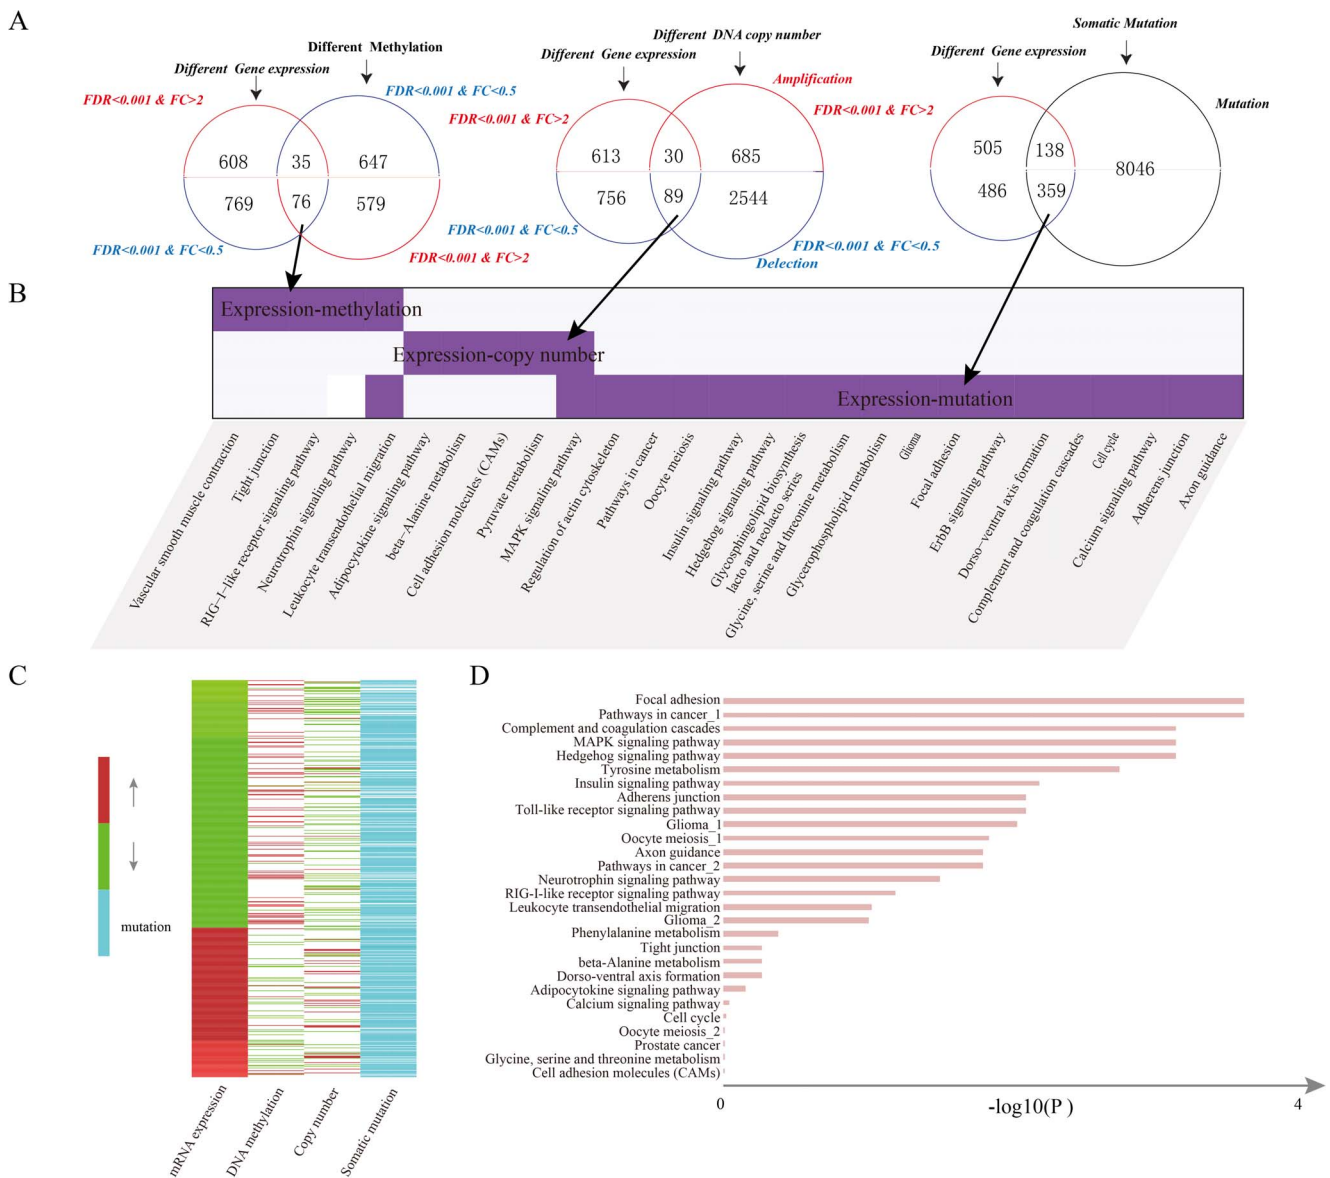 A
Different Gene expression
Different Methylation
FDR<0.001 & FC>2
FDR<0.001 & FC<0.5
608
35
647
769
76
579
FDR<0.001 & FC<0.5
FDR<0.001 & FC>2
Different Gene expression
Different DNA copy number
Amplification
FDR<0.001 & FC>2
FDR<0.001 & FC>2
613
30
685
756
89
2544
FDR<0.001 & FC<0.5
FDR<0.001 & FC<0.5
Delection
Somatic Mutation
Different Gene expression
Mutation
505
138
8046
486
359
B
Expression-methylation
Expression-copy number
Expression-mutation
Vascular smooth muscle contraction
Tight junction
RIG-I-like receptor signaling pathway
Neurotrophin signaling pathway
Leukocyte transendothelial migration
Adipocytokine signaling pathway
beta-Alanine metabolism
Cell adhesion molecules (CAMs)
Pyruvate metabolism
MAPK signaling pathway
Regulation of actin cytoskeleton
Pathways in cancer
Oocyte meiosis
Insulin signaling pathway
Hedgehog signaling pathway
Glycosphingolipid biosynthesis
lacto and neolacto series
Glycine, serine and threonine metabolism
Glycerophospholipid metabolism
Glioma
Focal adhesion
ErbB signaling pathway
Dorso-ventral axis formation
Complement and coagulation cascades
Cell cycle
Calcium signaling pathway
Adherens junction
Axon guidance
C
mutation
mRNA expression
DNA methylation
Copy number
Somatic mutation
D
Focal adhesion
Pathways in cancer_1
Complement and coagulation cascades
MAPK signaling pathway
Hedgehog signaling pathway
Tyrosine metabolism
Insulin signaling pathway
Adherens junction
Toll-like receptor signaling pathway
Glioma_1
Oocyte meiosis_1
Axon guidance
Pathways in cancer_2
Neurotrophin signaling pathway
RIG-I-like receptor signaling pathway
Leukocyte transendothelial migration
Glioma_2
Phenylalanine metabolism
Tight junction
beta-Alanine metabolism
Dorso-ventral axis formation
Adipocytokine signaling pathway
Calcium signaling pathway
Cell cycle
Oocyte meiosis_2
Prostate cancer
Glycine, serine and threonine metabolism
Cell adhesion molecules (CAMs)
0
-log10(P )
4